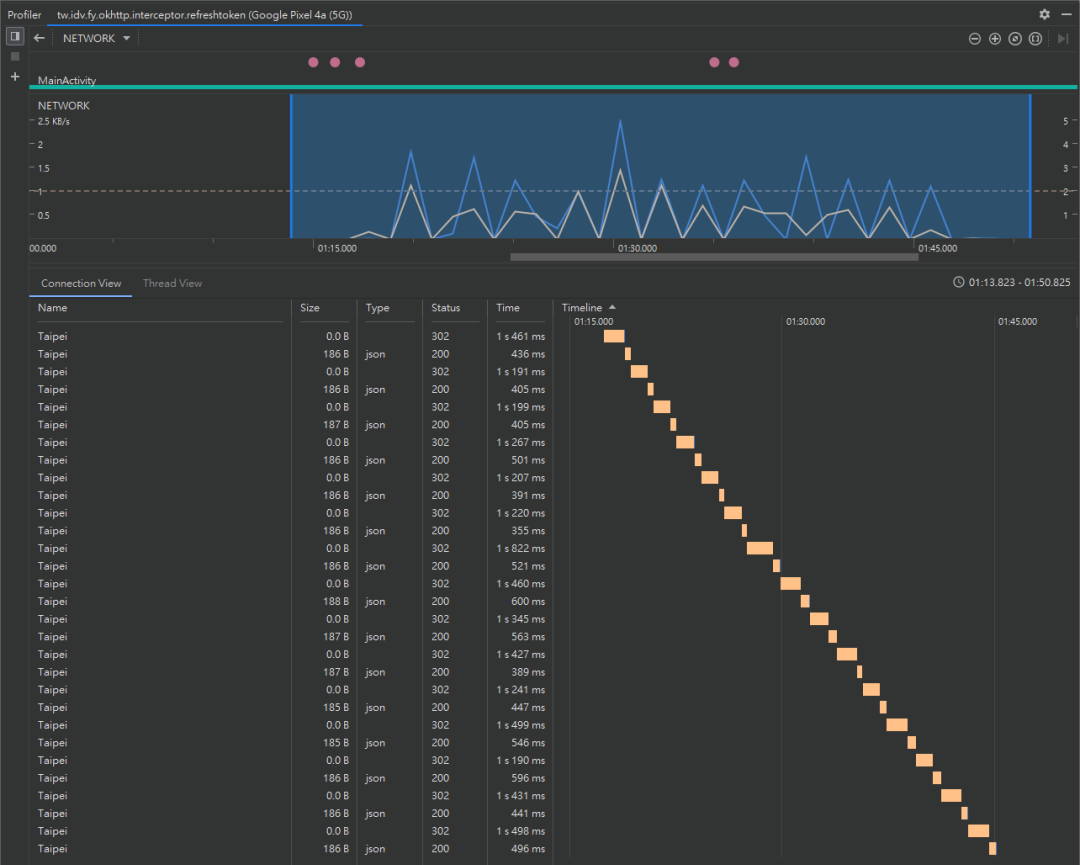 Profiler tw.idv.fy.okhttp.interceptor.refreshtoken (Google Pixel 4a (5G))
NETWORK
MainActivity
NETWORK
2.5 KB/s 5
2 4
1.5 3
1 2
0.5 1
00.000 01:15.000 01:30.000 01:45.000
Connection View Thread View 01:13.823 - 01:50.825
Name Size Type Status Time Timeline
01:15.000 01:30.000 01:45.000
Taipei 0.0 B 302 1 s 461 ms
Taipei 186 B json 200 436 ms
Taipei 0.0 B 302 1 s 191 ms
Taipei 186 B json 200 405 ms
Taipei 0.0 B 302 1 s 199 ms
Taipei 187 B json 200 405 ms
Taipei 0.0 B 302 1 s 267 ms
Taipei 186 B json 200 501 ms
Taipei 0.0 B 302 1 s 207 ms
Taipei 186 B json 200 391 ms
Taipei 0.0 B 302 1 s 220 ms
Taipei 186 B json 200 355 ms
Taipei 0.0 B 302 1 s 822 ms
Taipei 186 B json 200 521 ms
Taipei 0.0 B 302 1 s 460 ms
Taipei 188 B json 200 600 ms
Taipei 0.0 B 302 1 s 345 ms
Taipei 187 B json 200 563 ms
Taipei 0.0 B 302 1 s 427 ms
Taipei 187 B json 200 389 ms
Taipei 0.0 B 302 1 s 241 ms
Taipei 185 B json 200 447 ms
Taipei 0.0 B 302 1 s 499 ms
Taipei 185 B json 200 546 ms
Taipei 0.0 B 302 1 s 190 ms
Taipei 186 B json 200 596 ms
Taipei 0.0 B 302 1 s 431 ms
Taipei 186 B json 200 441 ms
Taipei 0.0 B 302 1 s 498 ms
Taipei 186 B json 200 496 ms